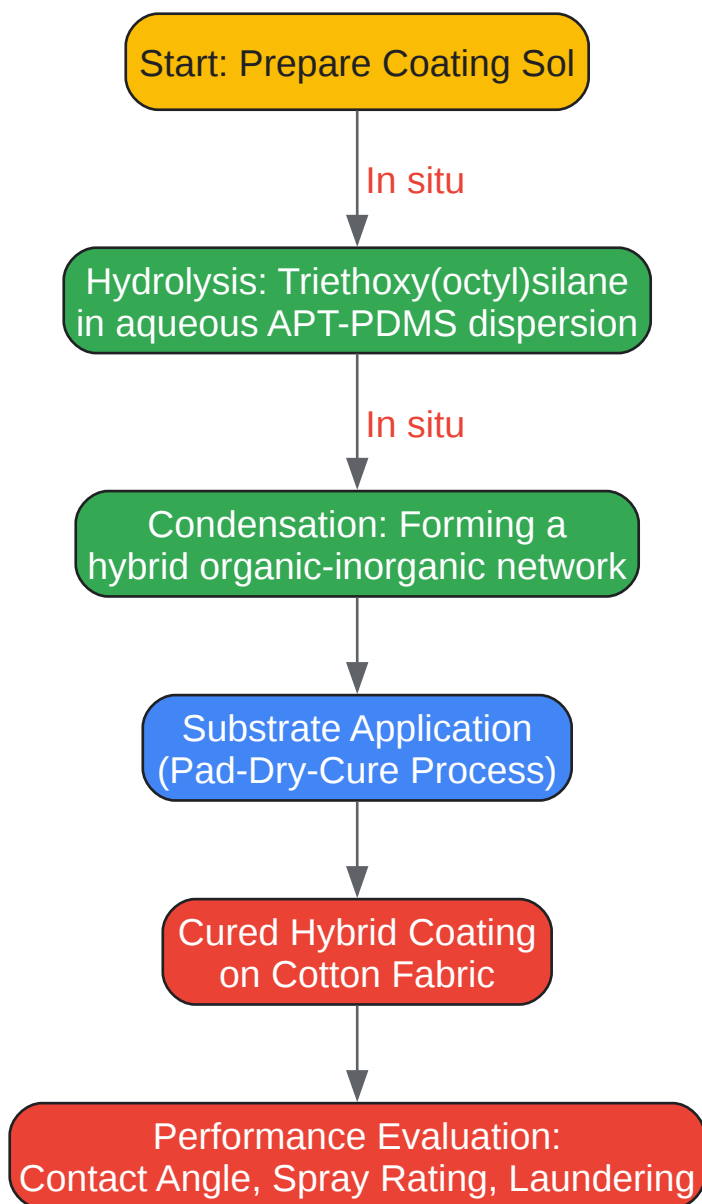 Start: Prepare Coating Sol
In situ
Hydrolysis: Triethoxy(octyl)silane
in aqueous APT-PDMS dispersion
In situ
Condensation: Forming a
hybrid organic-inorganic network
Substrate Application
(Pad-Dry-Cure Process)
Cured Hybrid Coating
on Cotton Fabric
Performance Evaluation:
Contact Angle, Spray Rating, Laundering